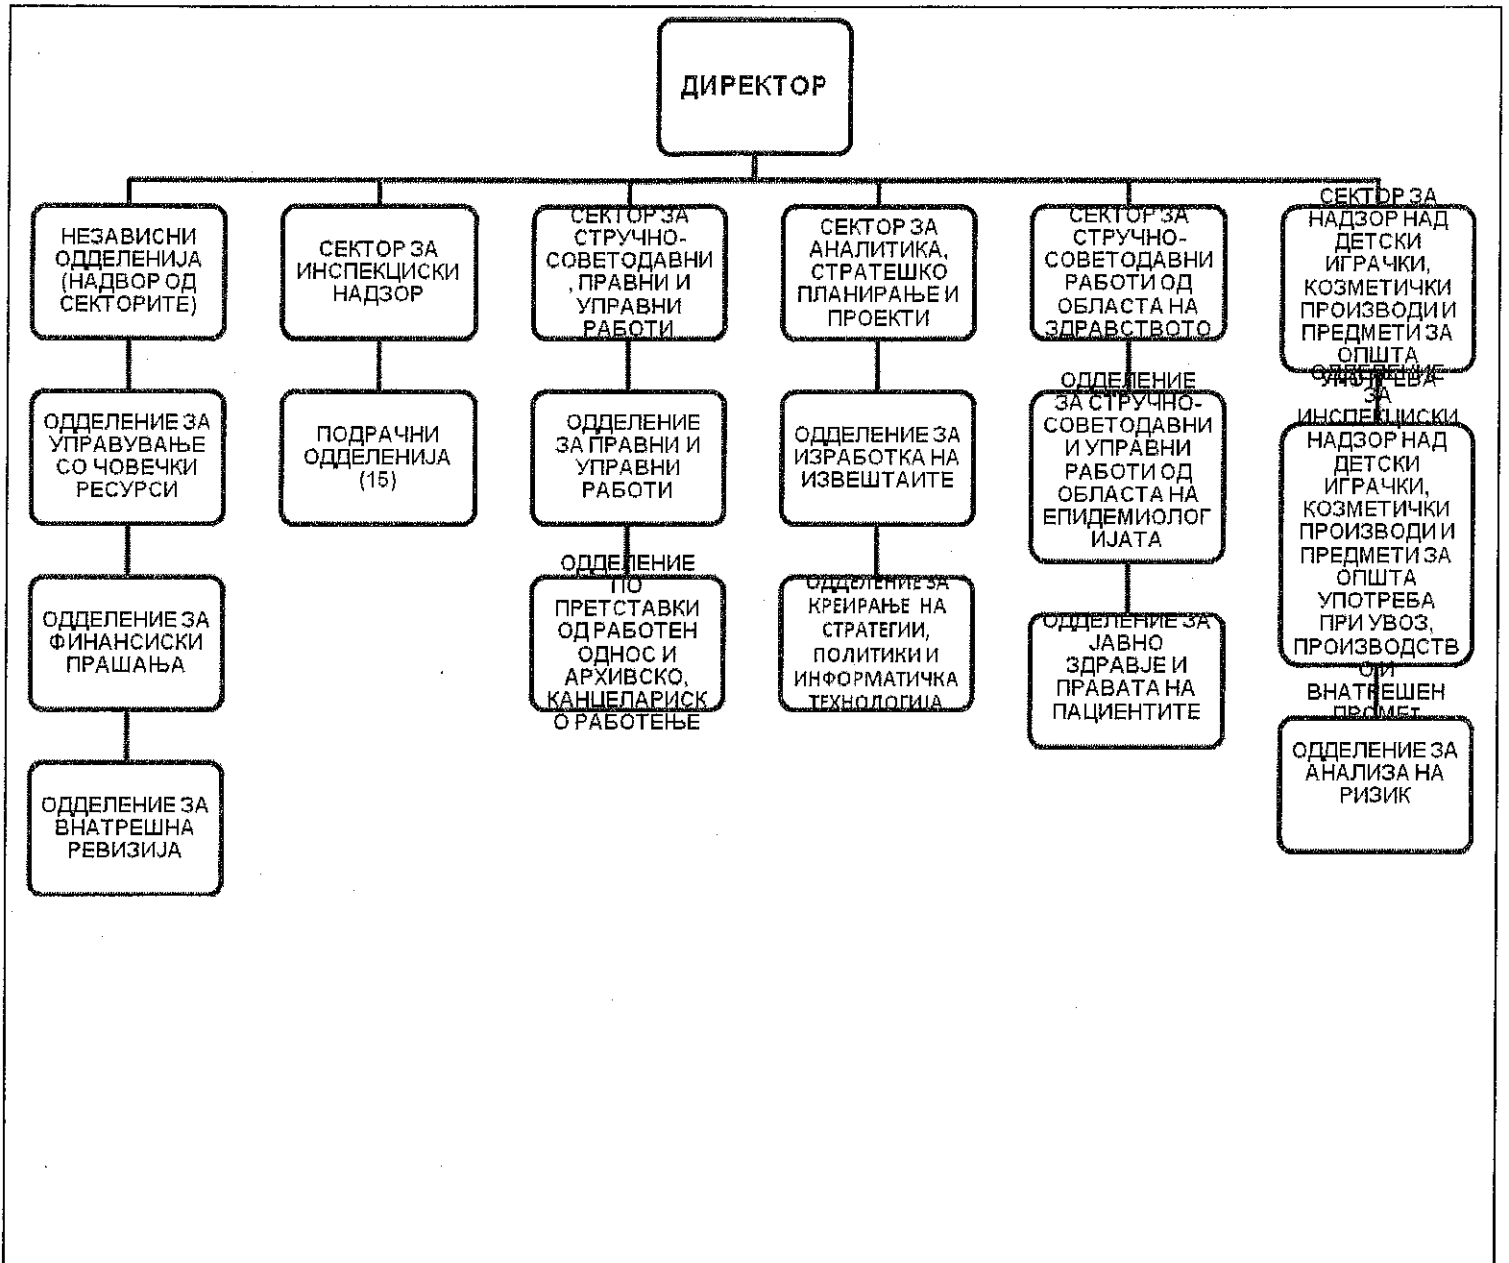 ДИРЕКТОР
НЕЗАВИСНИ
ОДДЕЛЕНИЈА
(НАДВОР ОД
СЕКТОРИТЕ)
ОДДЕЛЕНИЕ ЗА
УПРАВУВАЊЕ
СО ЧОВЕЧКИ
РЕСУРСИ
ОДДЕЛЕНИЕ ЗА
ФИНАНСИСКИ
ПРАШАЊА
ОДДЕЛЕНИЕ ЗА
ВНАТРЕШНА
РЕВИЗИЈА
СЕКТОР ЗА
ИНСПЕКЦИСКИ
НАДЗОР
ПОДРАЧНИ
ОДДЕЛЕНИЈА
(15)
СЕКТОР ЗА
СТРУЧНО-
СОВЕТОДАВНИ
, ПРАВНИ И
УПРАВНИ
РАБОТИ
ОДДЕЛЕНИЕ
ЗА ПРАВНИ И
УПРАВНИ
РАБОТИ
ОДДЕЛЕНИЕ
ПО
ПРЕТСТАВКИ
ОД РАБОТЕН
ОДНОС И
АРХИВСКО,
КАНЦЕЛАРИСК
О РАБОТЕЊЕ
СЕКТОР ЗА
АНАЛИТИКА,
СТРАТЕШКО
ПЛАНИРАЊЕ И
ПРОЕКТИ
ОДДЕЛЕНИЕ ЗА
ИЗРАБОТКА НА
ИЗВЕШТАИТЕ
ОДДЕЛЕНИЕ ЗА
КРЕИРАЊЕ НА
СТРАТЕГИИ,
ПОЛИТИКИ И
ИНФОРМАТИЧКА
ТЕХНОЛОГИЈА
СЕКТОР ЗА
СТРУЧНО-
СОВЕТОДАВНИ
РАБОТИ ОД
ОБЛАСТА НА
ЗДРАВСТВОТО
ОДДЕЛЕНИЕ
ЗА СТРУЧНО-
СОВЕТОДАВНИ
И УПРАВНИ
РАБОТИ ОД
ОБЛАСТА НА
ЕПИДЕМИОЛОГ
ИЈАТА
ОДДЕЛЕНИЕ ЗА
ЈАВНО
ЗДРАВЈЕ И
ПРАВАТА НА
ПАЦИЕНТИТЕ
СЕКТОР ЗА
НАДЗОР НАД
ДЕТСКИ
ИГРАЧКИ,
КОЗМЕТИЧКИ
ПРОИЗВОДИ И
ПРЕДМЕТИ ЗА
ОПШТА
УПОТРЕБА
ОДДЕЛЕНИЕ
ЗА
ИНСПЕКЦИСКИ
НАДЗОР НАД
ДЕТСКИ
ИГРАЧКИ,
КОЗМЕТИЧКИ
ПРОИЗВОДИ И
ПРЕДМЕТИ ЗА
ОПШТА
УПОТРЕБА
ПРИ УВОЗ,
ПРОИЗВОДСТВ
О И
ВНАТРЕШЕН
ПРОМЕТ
ОДДЕЛЕНИЕ ЗА
АНАЛИЗА НА
РИЗИК